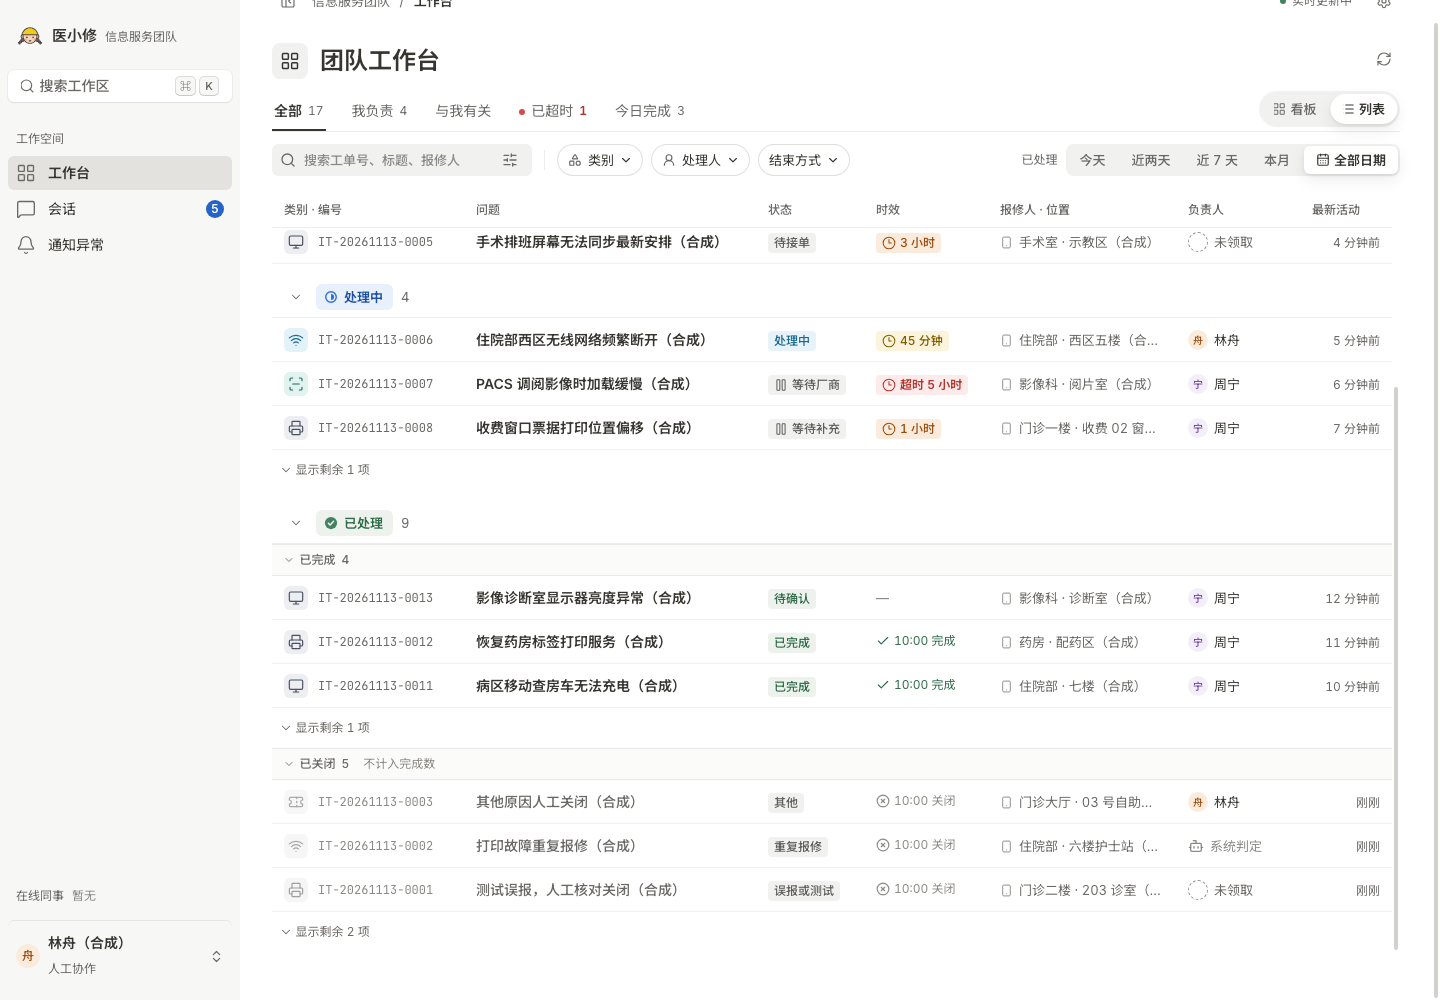 医小修 信息服务团队
搜索工作区 ⌘ K
工作空间
工作台
会话 5
通知异常
在线同事 暂无
舟 林舟（合成）
人工协作
信息服务团队 / 工作台 实时更新中
团队工作台
全部 17 我负责 4 与我有关 已超时 1 今日完成 3 看板 列表
搜索工单号、标题、报修人 类别 处理人 结束方式 已处理 今天 近两天 近 7 天 本月 全部日期
类别 · 编号 问题 状态 时效 报修人 · 位置 负责人 最新活动
IT-20261113-0005 手术排班屏幕无法同步最新安排（合成） 待接单 3 小时 手术室 · 示教区（合成） 未领取 4 分钟前
处理中 4
IT-20261113-0006 住院部西区无线网络频繁断开（合成） 处理中 45 分钟 住院部 · 西区五楼（合... 舟 林舟 5 分钟前
IT-20261113-0007 PACS 调阅影像时加载缓慢（合成） 等待厂商 超时 5 小时 影像科 · 阅片室（合成） 宁 周宁 6 分钟前
IT-20261113-0008 收费窗口票据打印位置偏移（合成） 等待补充 1 小时 门诊一楼 · 收费 02 窗... 宁 周宁 7 分钟前
显示剩余 1 项
已处理 9
已完成 4
IT-20261113-0013 影像诊断室显示器亮度异常（合成） 待确认 — 影像科 · 诊断室（合成） 宁 周宁 12 分钟前
IT-20261113-0012 恢复药房标签打印服务（合成） 已完成 10:00 完成 药房 · 配药区（合成） 宁 周宁 11 分钟前
IT-20261113-0011 病区移动查房车无法充电（合成） 已完成 10:00 完成 住院部 · 七楼（合成） 宁 周宁 10 分钟前
显示剩余 1 项
已关闭 5 不计入完成数
IT-20261113-0003 其他原因人工关闭（合成） 其他 10:00 关闭 门诊大厅 · 03 号自助... 舟 林舟 刚刚
IT-20261113-0002 打印故障重复报修（合成） 重复报修 10:00 关闭 住院部 · 六楼护士站（... 系统判定 刚刚
IT-20261113-0001 测试误报，人工核对关闭（合成） 误报或测试 10:00 关闭 门诊二楼 · 203 诊室（... 未领取 刚刚
显示剩余 2 项